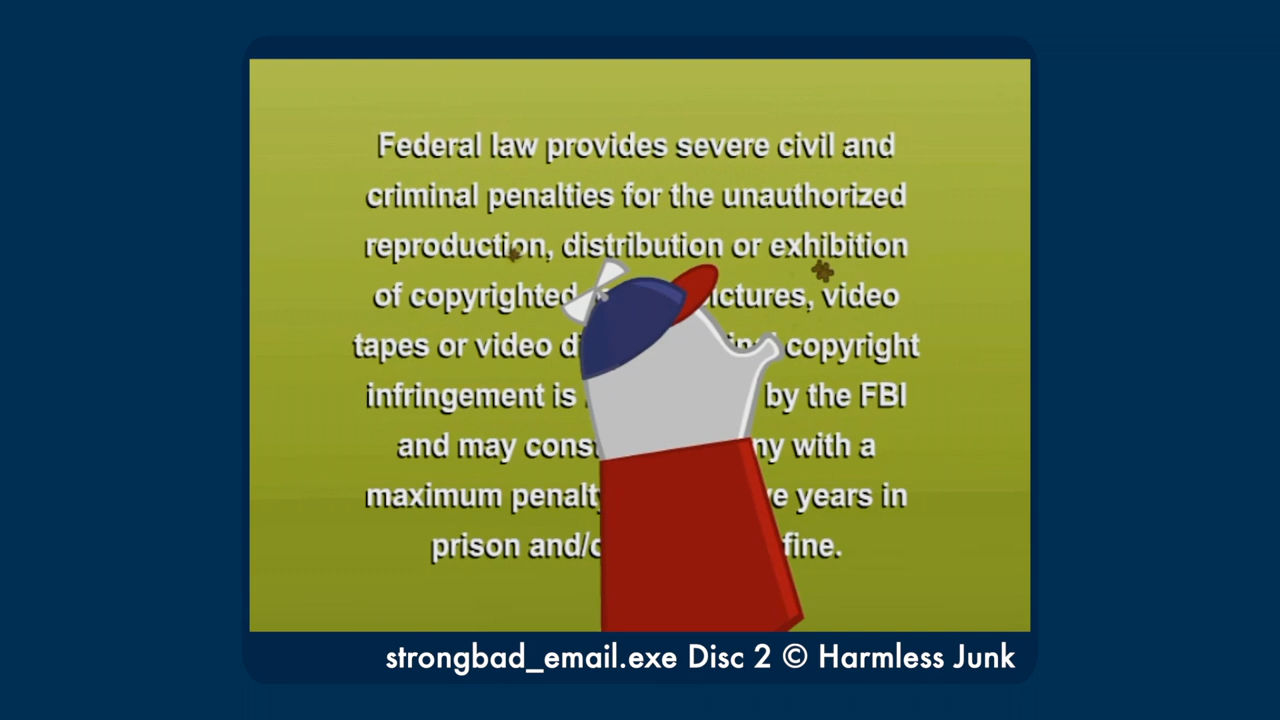 Federal law provides severe civil and
criminal penalties for the unauthorized
reproduction, distribution or exhibition
of copyrighted ictures, video
tapes or video d copyright
infringement is by the FBI
and may const ny with a
maximum penalty ve years in
prison and/o fine.
strongbad_email.exe Disc 2 © Harmless Junk